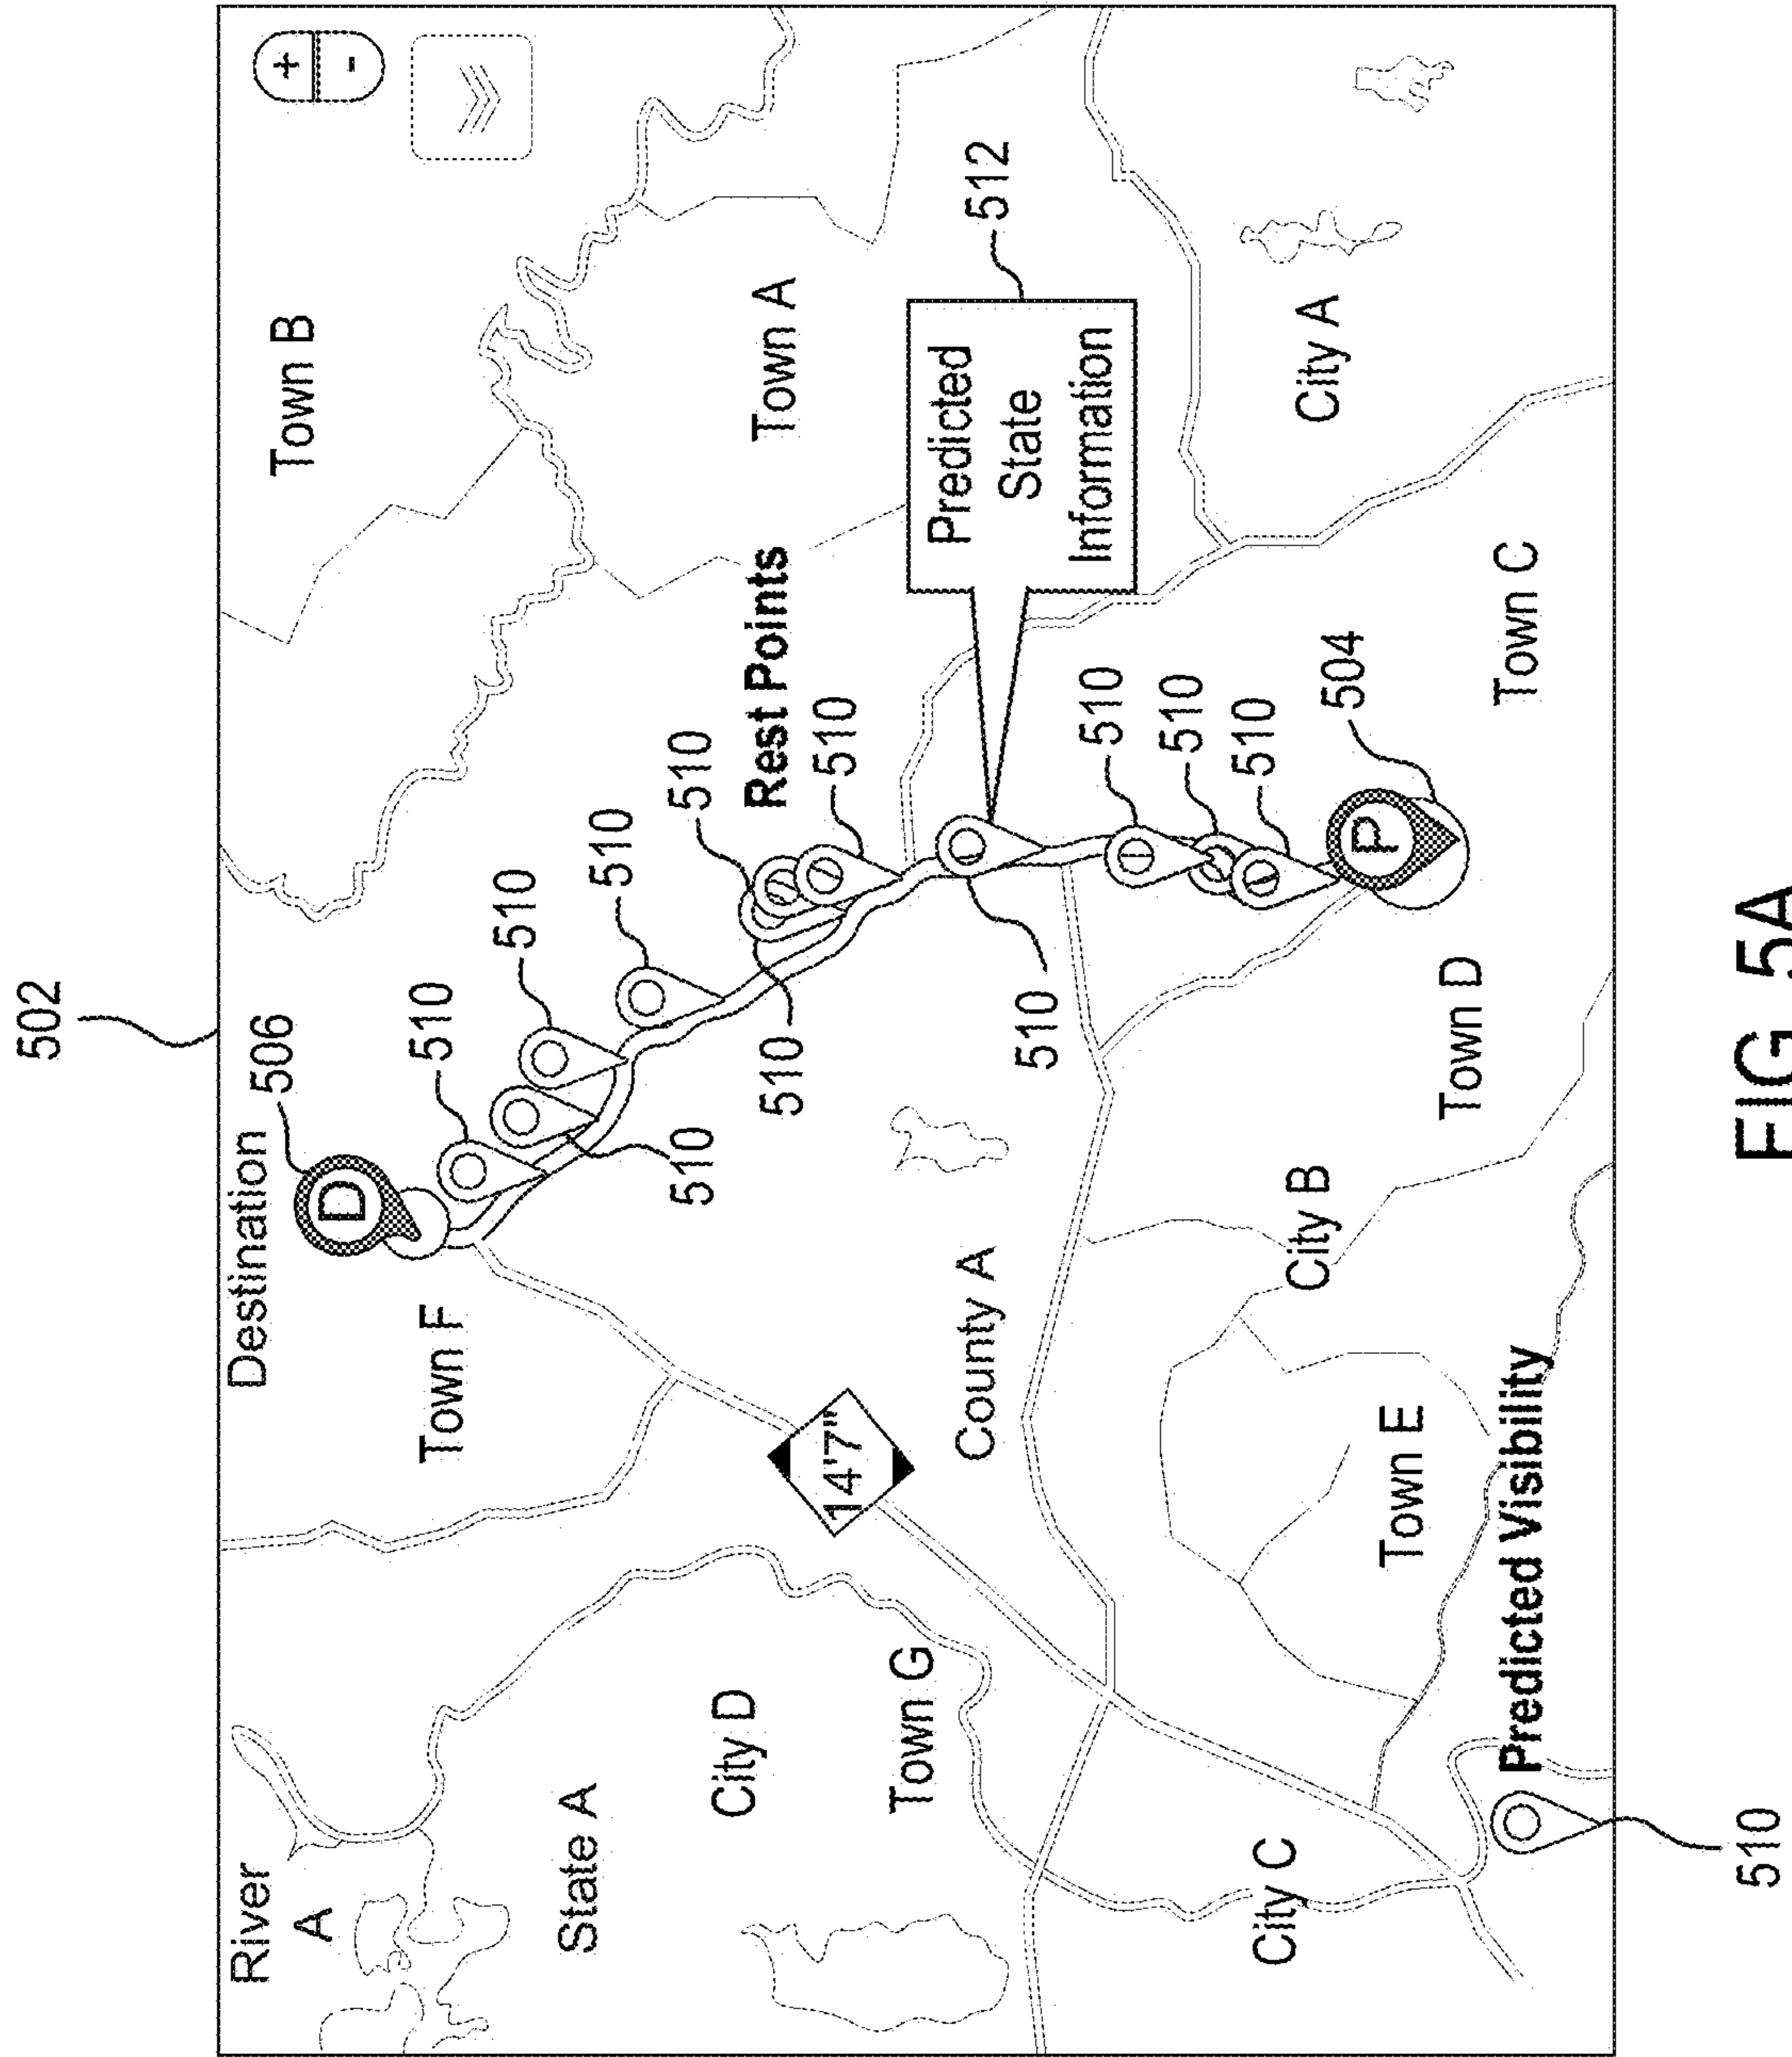 502
River
A
Destination
506
Town B
+
-
Town F
510
510
State A
510
510
510
City D
Rest Points
Town A
510
510
14'7"
Town G
County A
Predicted
State
Information
512
510
510
510
510
City C
City B
City A
504
Town E
Town D
Town C
Predicted Visibility
510
FIG. 5A